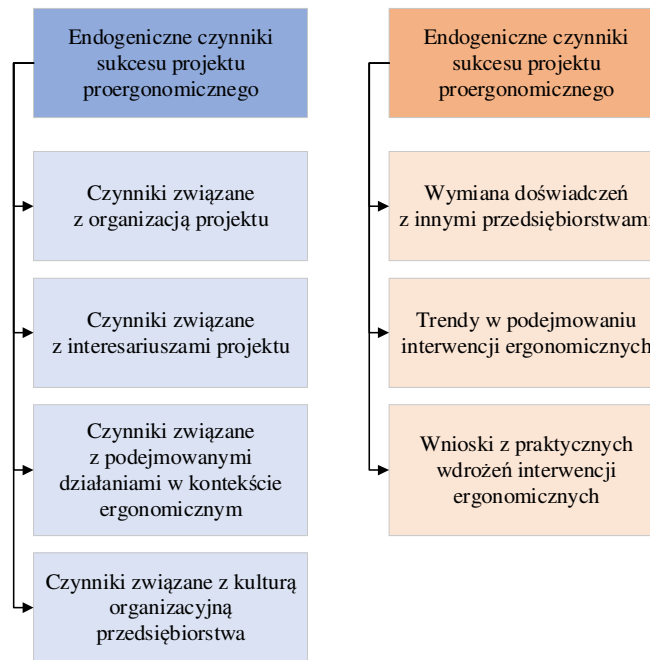 Endogeniczne czynniki
sukcesu projektu
proergonomicznego
Czynniki związane
z organizacją projektu
Czynniki związane
z interesariuszami projektu
Czynniki związane
z podejmowanymi
działaniami w kontekście
ergonomicznym
Czynniki związane z kulturą
organizacyjną
przedsiębiorstwa
Endogeniczne czynniki
sukcesu projektu
proergonomicznego
Wymiana doświadczeń
z innymi przedsiębiorstwami
Trendy w podejmowaniu
interwencji ergonomicznych
Wnioski z praktycznych
wdrożeń interwencji
ergonomicznych